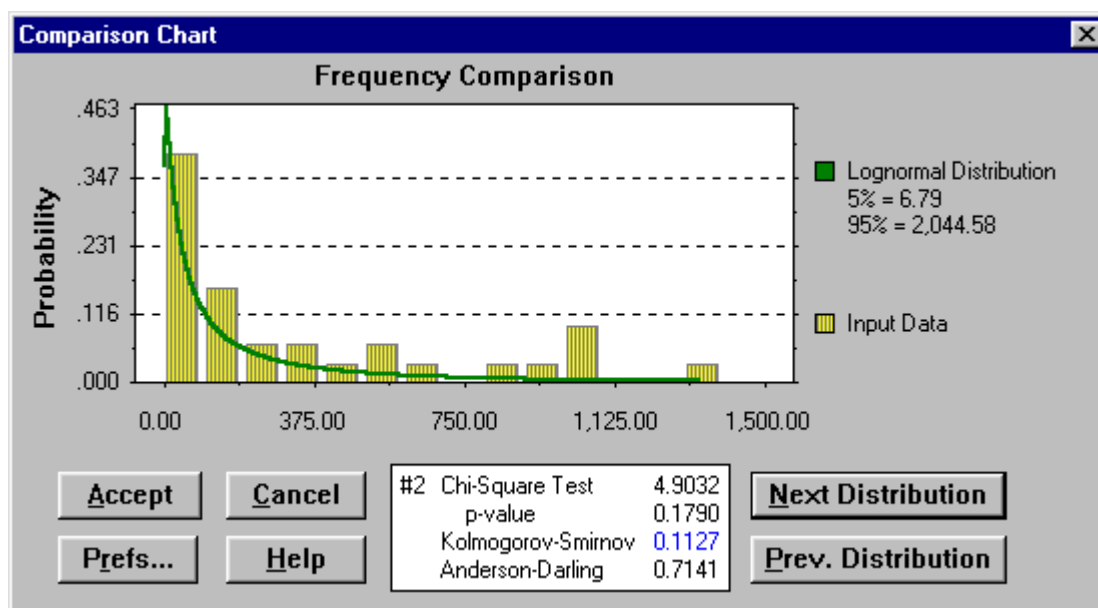 Comparison Chart
Frequency Comparison
Probability
.463
.347
.231
.116
.000
0.00 375.00 750.00 1,125.00 1,500.00
Lognormal Distribution
5% = 6.79
95% = 2,044.58
Input Data
Accept
Cancel
Prefs...
Help
#2 Chi-Square Test 4.9032
p-value 0.1790
Kolmogorov-Smirnov 0.1127
Anderson-Darling 0.7141
Next Distribution
Prev. Distribution